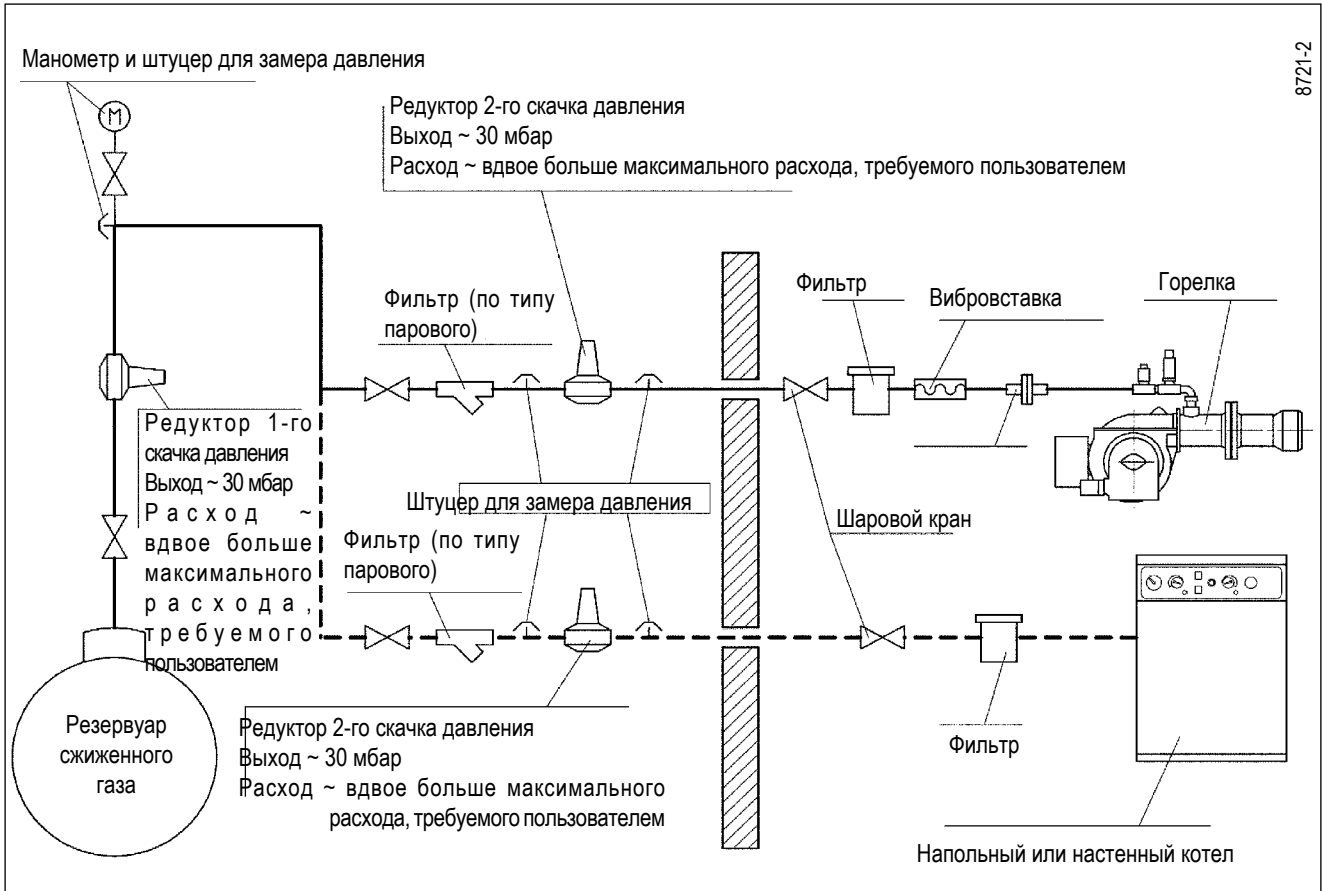 8721-2
Манометр и штуцер для замера давления
М
Редуктор 2-го скачка давления
Выход ~ 30 мбар
Расход ~ вдвое больше максимального расхода, требуемого пользователем
Фильтр (по типу
парового)
Фильтр
Вибровставка
Горелка
Редуктор 1-го
скачка давления
Выход ~ 30 мбар
Расход ~
вдвое больше
максимального
расхода,
требуемого
пользователем
Штуцер для замера давления
Шаровой кран
Фильтр (по типу
парового)
Резервуар
сжиженного
газа
Редуктор 2-го скачка давления
Выход ~ 30 мбар
Расход ~ вдвое больше максимального
расхода, требуемого пользователем
Фильтр
Напольный или настенный котел